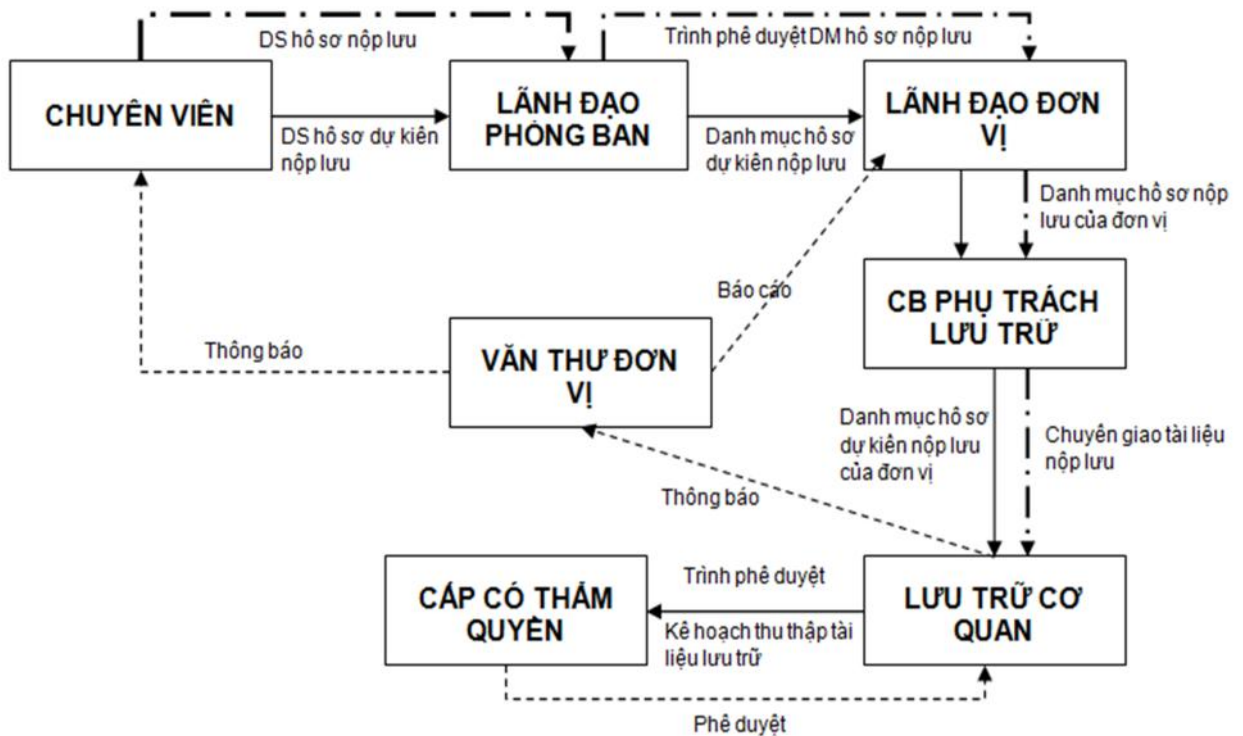 DS hồ sơ nộp lưu
Trình phê duyệt DM hồ sơ nộp lưu
CHUYÊN VIÊN
LÃNH ĐẠO
PHÒNG BAN
LÃNH ĐẠO ĐƠN
VỊ
DS hồ sơ dự kiến
nộp lưu
Danh mục hồ sơ
dự kiến nộp lưu
Danh mục hồ sơ nộp
lưu của đơn vị
Báo cáo
CB PHỤ TRÁCH
LƯU TRỮ
Thông báo
VĂN THƯ ĐƠN
VỊ
Danh mục hồ sơ
dự kiến nộp lưu
của đơn vị
Chuyên giao tài liệu
nộp lưu
Thông báo
Trình phê duyệt
CẤP CÓ THẨM
QUYỀN
LƯU TRỮ CƠ
QUAN
Kế hoạch thu thập tài
liệu lưu trữ
Phê duyệt